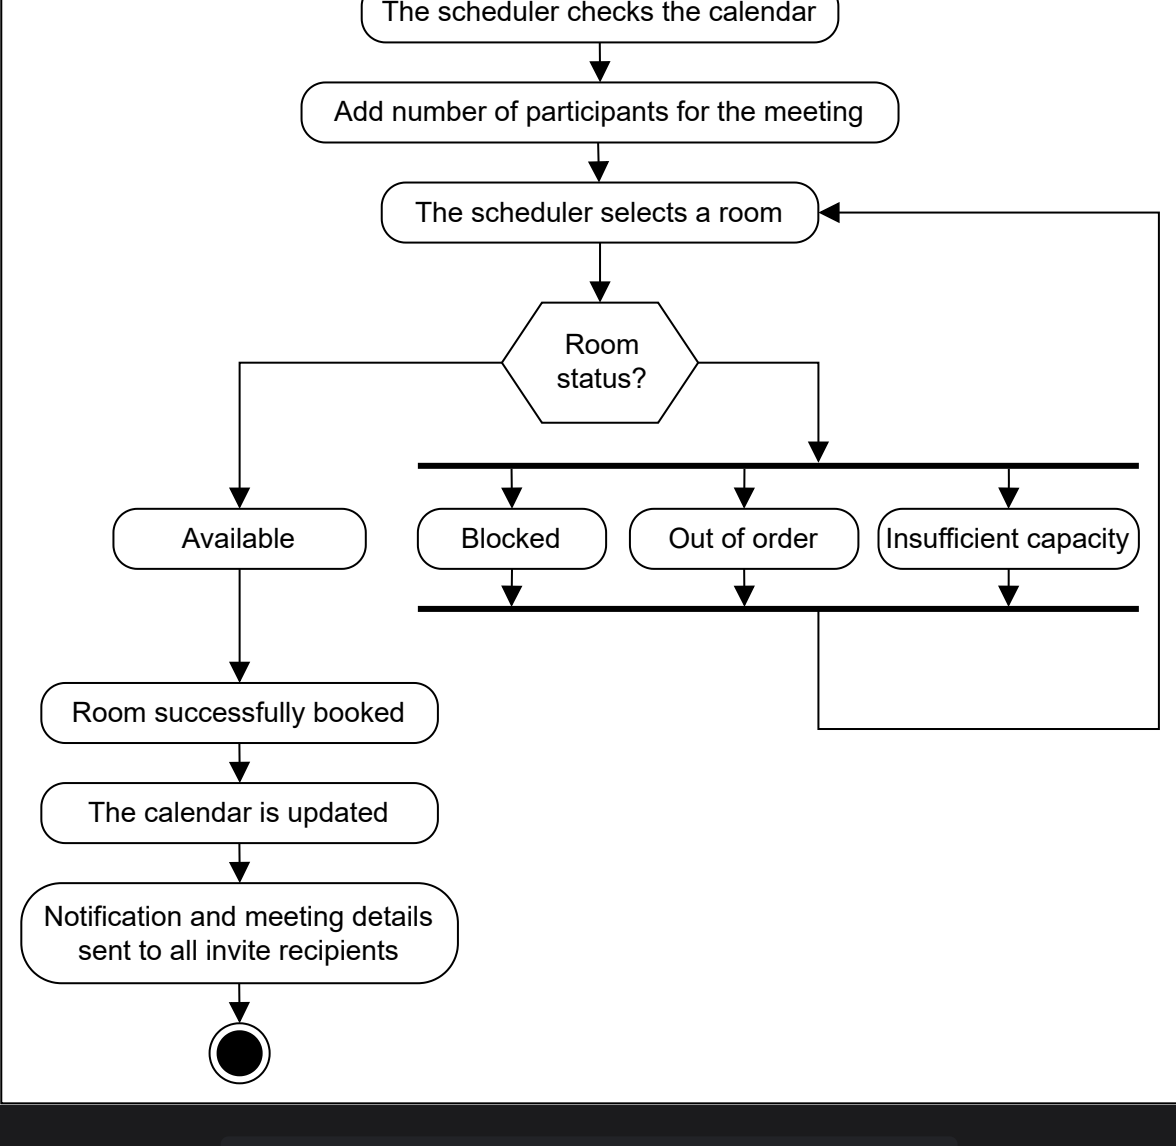 The scheduler checks the calendar
Add number of participants for the meeting
The scheduler selects a room
Room
status?
Available
Blocked
Out of order
Insufficient capacity
Room successfully booked
The calendar is updated
Notification and meeting details
sent to all invite recipients